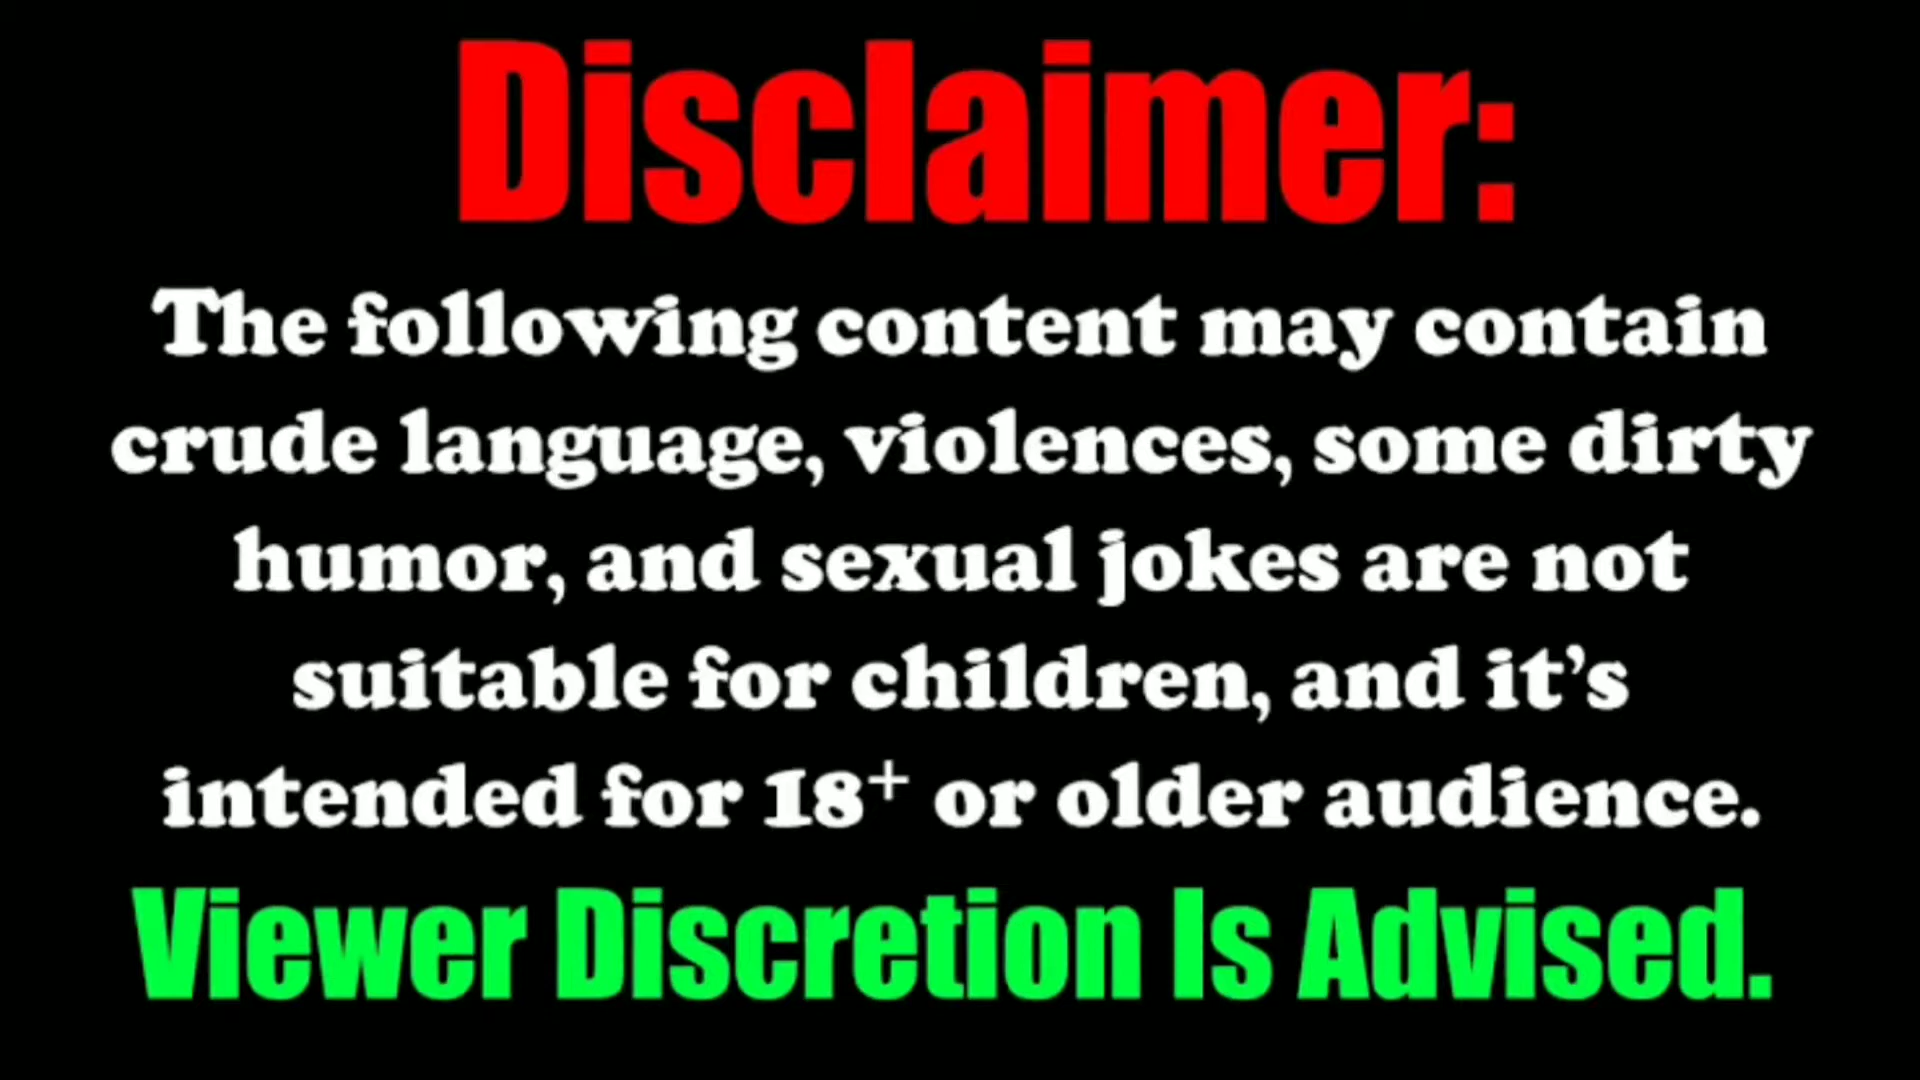 Disclaimer:
The following content may contain
crude language, violences, some dirty
humor, and sexual jokes are not
suitable for children, and it’s
intended for 18⁺ or older audience.
Viewer Discretion Is Advised.